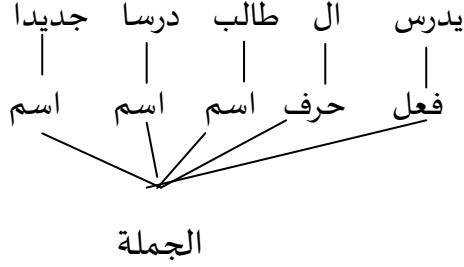 يدرس ال طالب درسا جديدا
فعل حرف اسم اسم اسم
الجملة